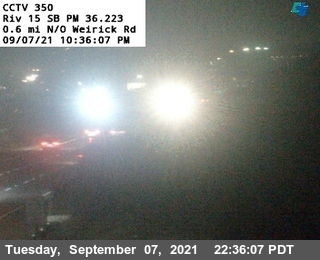 CCTV 350
Riv 15 SB PM 36.223
0.6 mi N/O Weirick Rd
09/07/21 10:36:07 PM
Tuesday, September 07, 2021 22:36:07 PDT